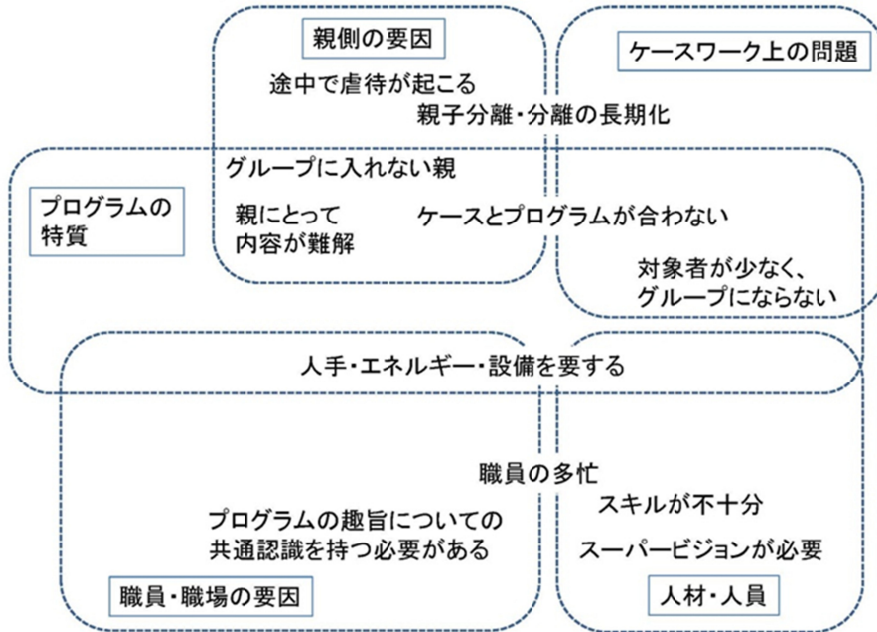 親側の要因
ケースワーク上の問題
途中で虐待が起こる
親子分離・分離の長期化
グループに入れない親
プログラムの
特質
親にとって
内容が難解
ケースとプログラムが合わない
対象者が少なく、
グループにならない
人手・エネルギー・設備を要する
職員の多忙
スキルが不十分
プログラムの趣旨についての
共通認識を持つ必要がある
スーパービジョンが必要
職員・職場の要因
人材・人員